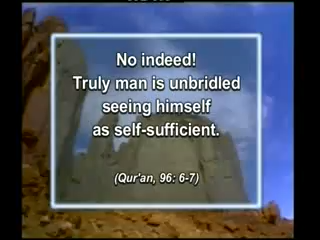 No indeed!
Truly man is unbridled
seeing himself
as self-sufficient.
(Qur'an, 96: 6-7)